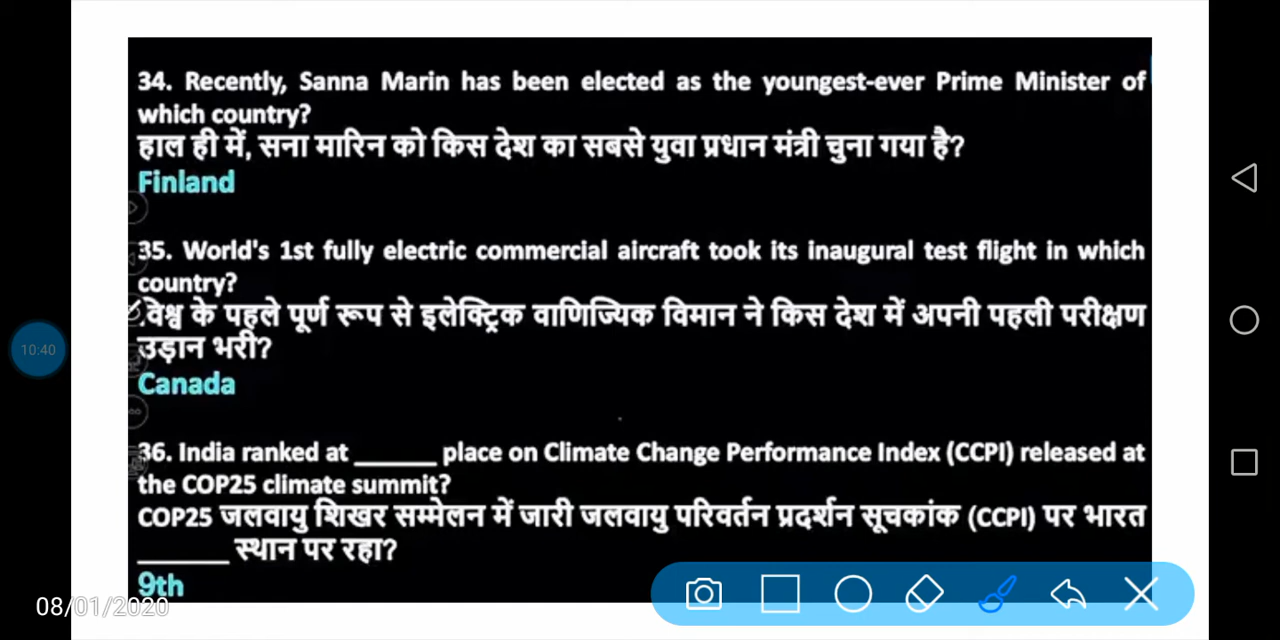 34. Recently, Sanna Marin has been elected as the youngest-ever Prime Minister of
which country?
हाल ही में, सना मारिन को किस देश का सबसे युवा प्रधान मंत्री चुना गया है?
Finland
35. World's 1st fully electric commercial aircraft took its inaugural test flight in which
country?
विश्व के पहले पूर्ण रूप से इलेक्ट्रिक वाणिज्यिक विमान ने किस देश में अपनी पहली परीक्षण
उड़ान भरी?
10:40
Canada
36. India ranked at ______ place on Climate Change Performance Index (CCPI) released at
the COP25 climate summit?
COP25 जलवायु शिखर सम्मेलन में जारी जलवायु परिवर्तन प्रदर्शन सूचकांक (CCPI) पर भारत
_______ स्थान पर रहा?
9th
08/01/2020